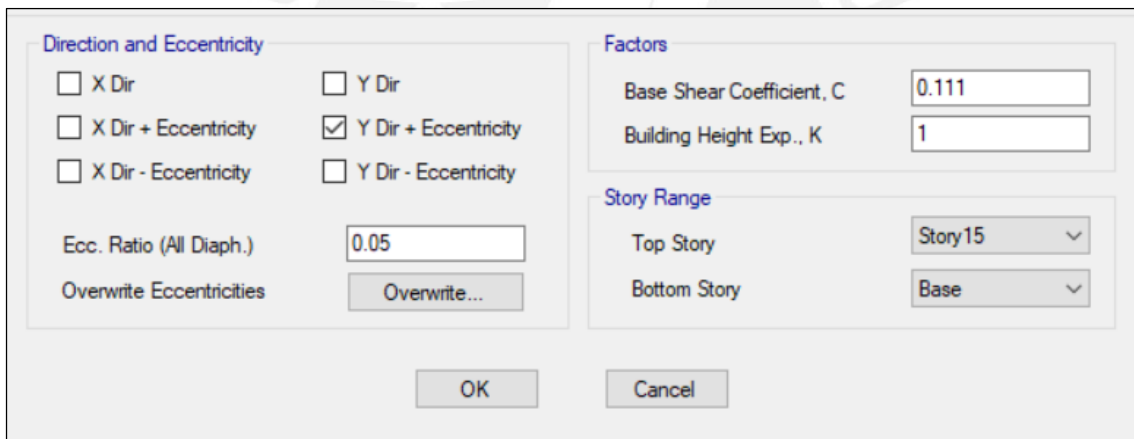 Direction and Eccentricity
X Dir
Y Dir
X Dir + Eccentricity
Y Dir + Eccentricity
X Dir - Eccentricity
Y Dir - Eccentricity
Ecc. Ratio (All Diaph.)
0.05
Overwrite Eccentricities
Overwrite...
Factors
Base Shear Coefficient, C
0.111
Building Height Exp., K
1
Story Range
Top Story
Story15
Bottom Story
Base
OK
Cancel